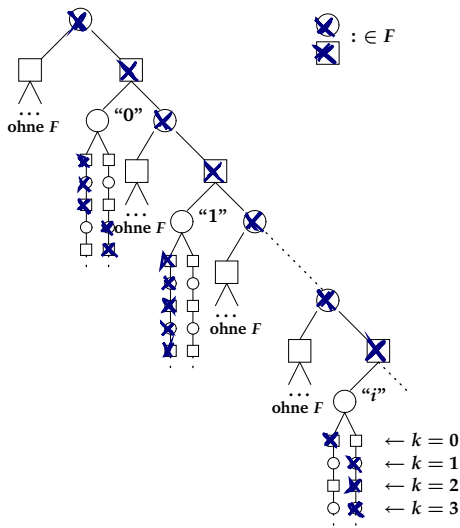 : ∈ F
...
ohne F
“0”
...
ohne F
“1”
...
ohne F
...
ohne F
“i”
← k = 0
← k = 1
← k = 2
← k = 3